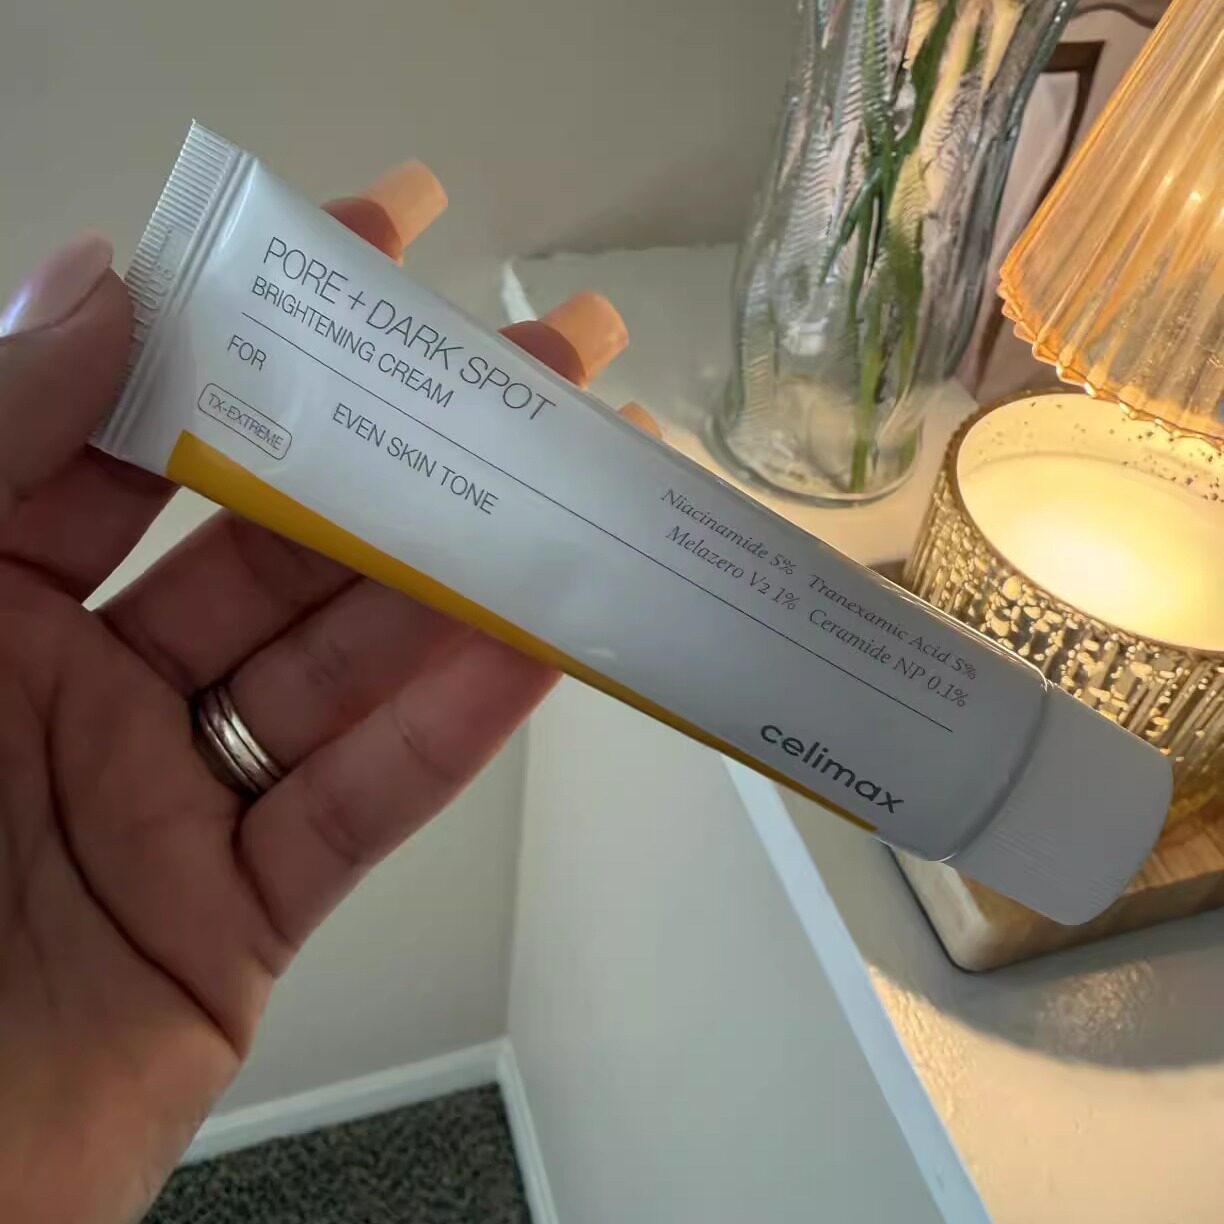 PORE + DARK SPOT
BRIGHTENING CREAM
FOR
EVEN SKIN TONE
TX-EXTREME
Niacinamide 5% Tranexamic Acid 5%
Melazero V2 1% Ceramide NP 0.1%
celimax